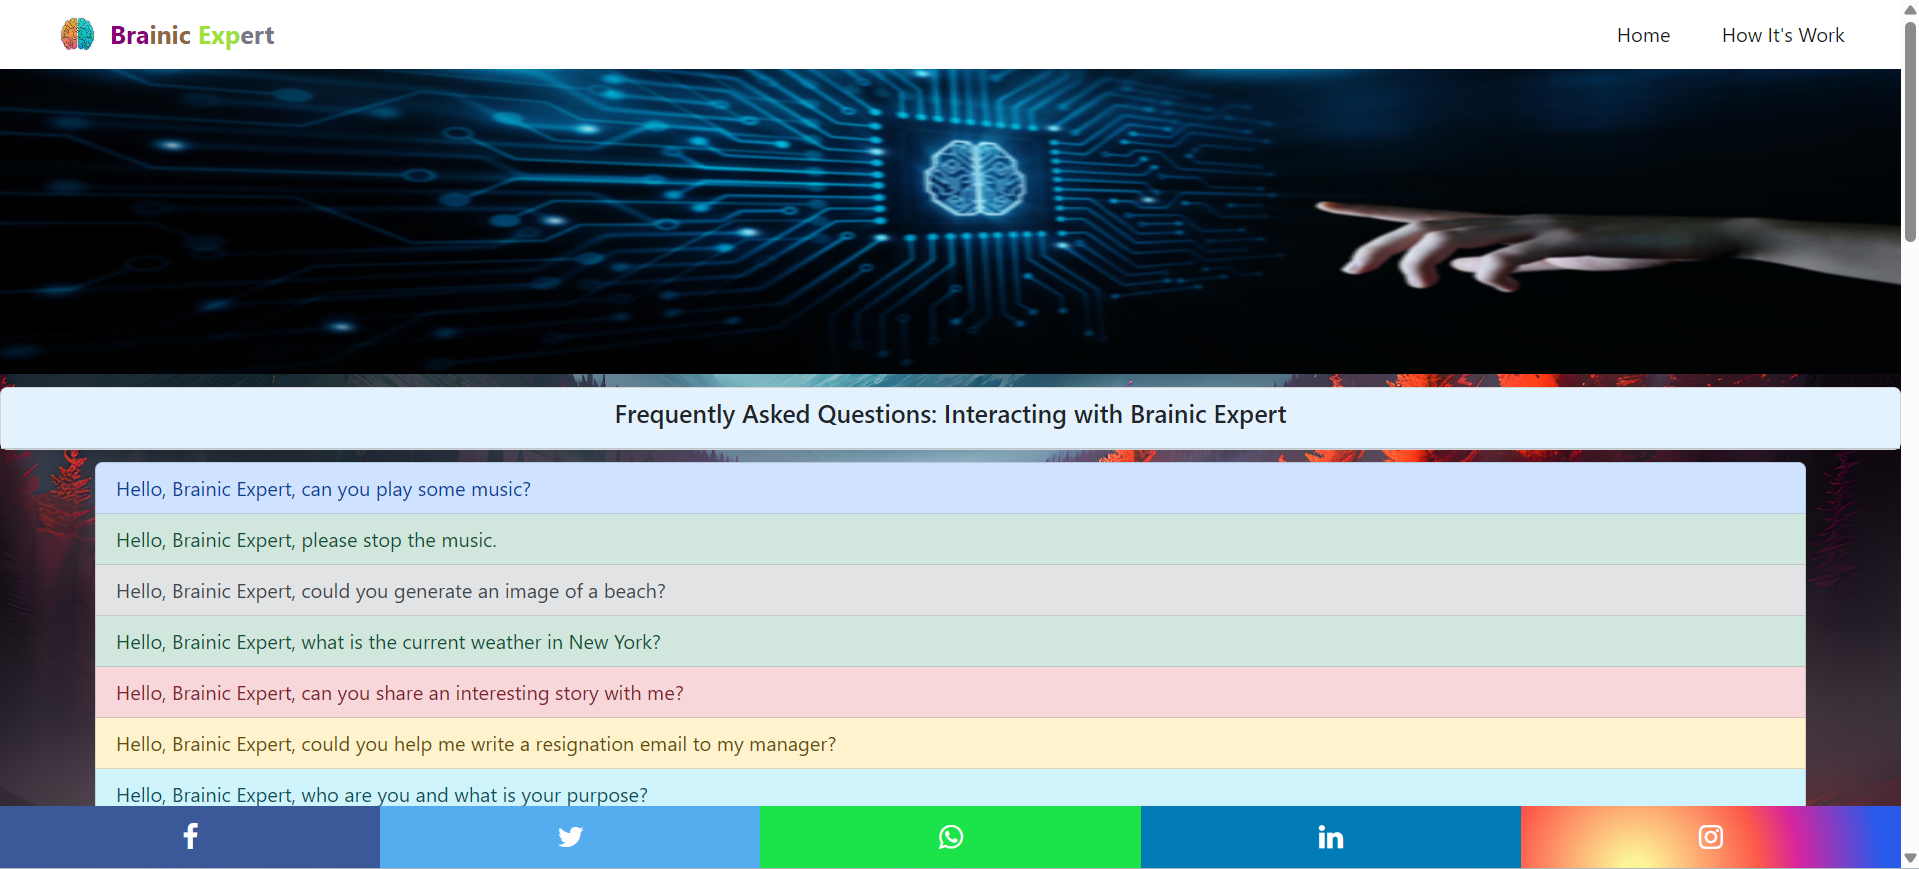 Brainic Expert
Home
How It's Work
Frequently Asked Questions: Interacting with Brainic Expert
Hello, Brainic Expert, can you play some music?
Hello, Brainic Expert, please stop the music.
Hello, Brainic Expert, could you generate an image of a beach?
Hello, Brainic Expert, what is the current weather in New York?
Hello, Brainic Expert, can you share an interesting story with me?
Hello, Brainic Expert, could you help me write a resignation email to my manager?
Hello, Brainic Expert, who are you and what is your purpose?